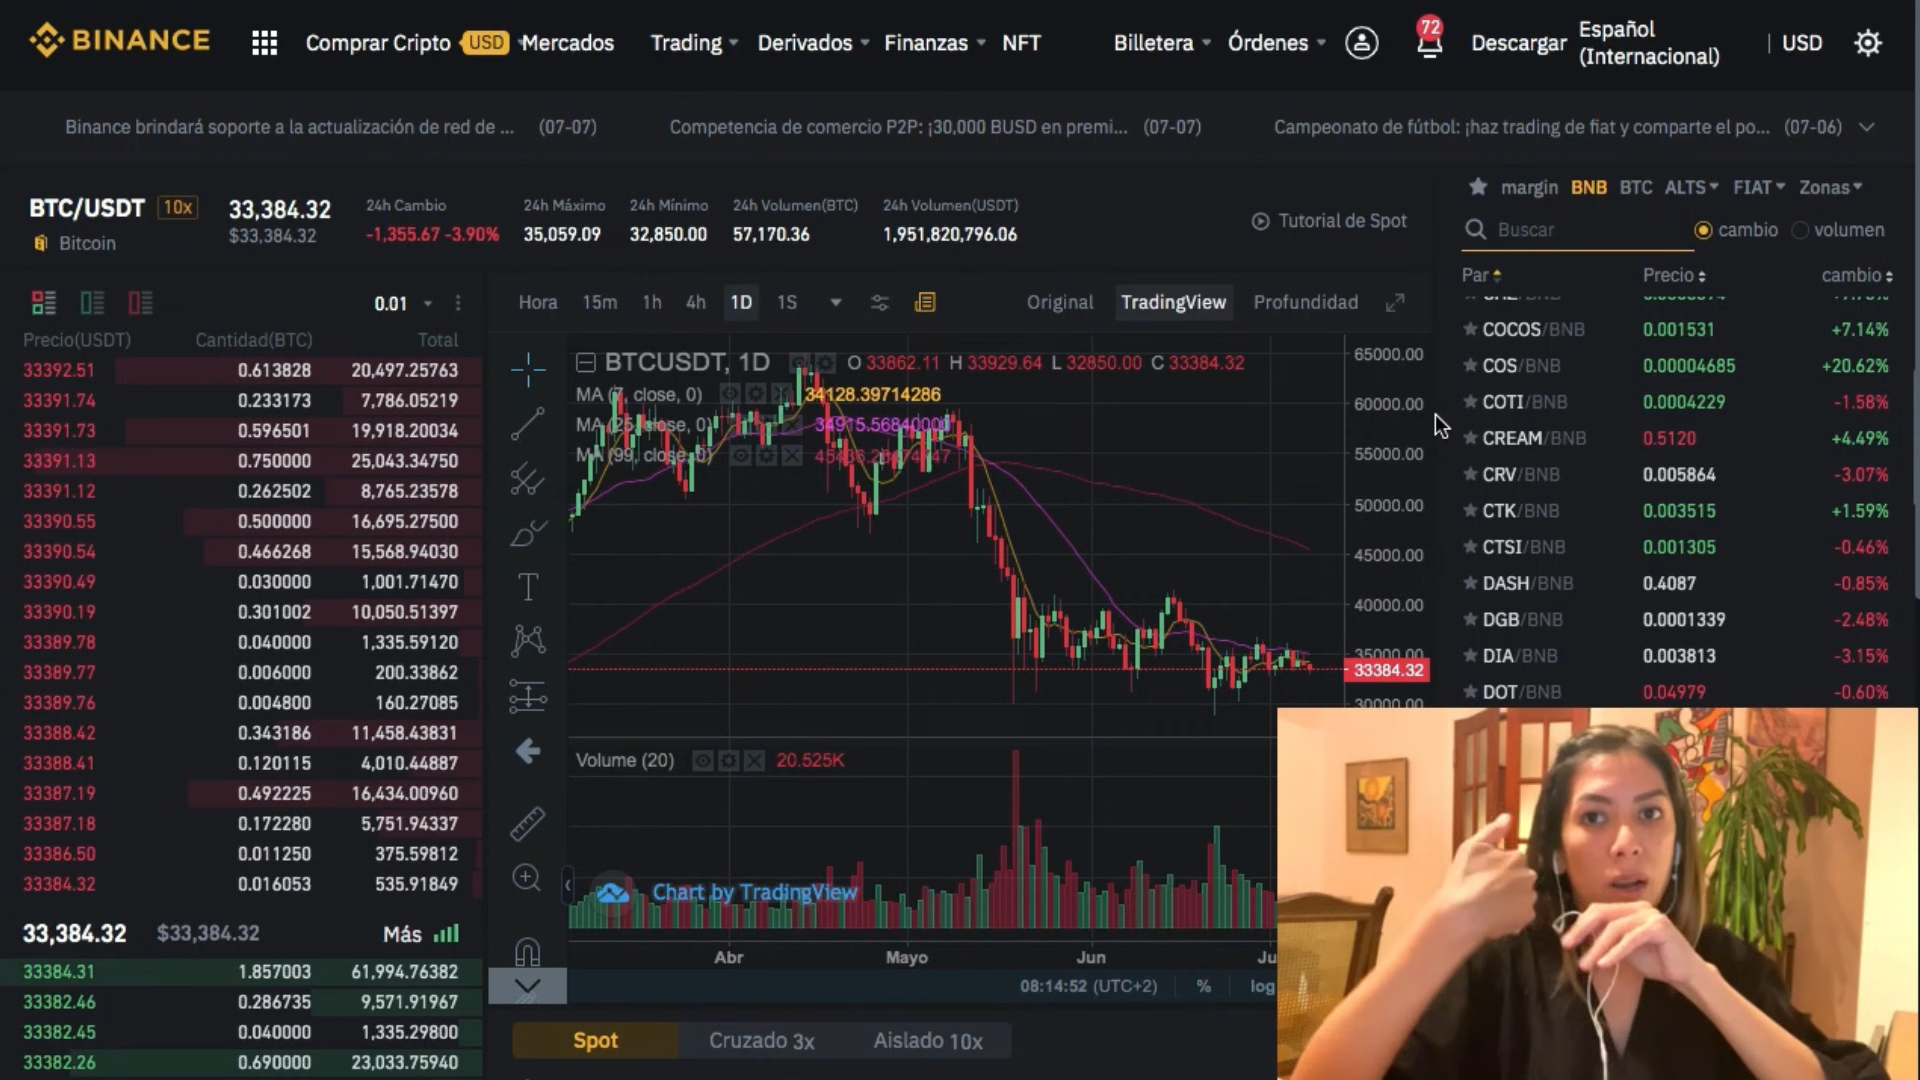 BINANCE
Comprar Cripto USD Mercados Trading Derivados Finanzas NFT Billetera Órdenes 72 Descargar Español (Internacional) USD
Binance brindará soporte a la actualización de red de ... (07-07) Competencia de comercio P2P: ¡30,000 BUSD en premi... (07-07) Campeonato de fútbol: ¡haz trading de fiat y comparte el po... (07-06)
BTC/USDT 10x
Bitcoin
33,384.32
$33,384.32
24h Cambio
-1,355.67 -3.90%
24h Máximo
35,059.09
24h Mínimo
32,850.00
24h Volumen(BTC)
57,170.36
24h Volumen(USDT)
1,951,820,796.06
Tutorial de Spot
0.01
Precio(USDT) Cantidad(BTC) Total
33392.51 0.613828 20,497.25763
33391.74 0.233173 7,786.05219
33391.73 0.596501 19,918.20034
33391.13 0.750000 25,043.34750
33391.12 0.262502 8,765.23578
33390.55 0.500000 16,695.27500
33390.54 0.466268 15,568.94030
33390.49 0.030000 1,001.71470
33390.19 0.301002 10,050.51397
33389.78 0.040000 1,335.59120
33389.77 0.006000 200.33862
33389.76 0.004800 160.27085
33388.42 0.343186 11,458.43831
33388.41 0.120115 4,010.44887
33387.19 0.492225 16,434.00960
33387.18 0.172280 5,751.94337
33386.50 0.011250 375.59812
33384.32 0.016053 535.91849
33,384.32 $33,384.32 Más
33384.31 1.857003 61,994.76382
33382.46 0.286735 9,571.91967
33382.45 0.040000 1,335.29800
33382.26 0.690000 23,033.75940
Hora 15m 1h 4h 1D 1S Original TradingView Profundidad
BTCUSDT, 1D O 33862.11 H 33929.64 L 32850.00 C 33384.32
MA (7, close, 0) 34128.39714286
MA (25, close, 0) 34915.56840000
MA (99, close, 0)
65000.00
60000.00
55000.00
50000.00
45000.00
40000.00
35000.00
33384.32
30000.00
Volume (20) 20.525K
Chart by TradingView
Abr Mayo Jun Ju
08:14:52 (UTC+2) % log
Spot Cruzado 3x Aislado 10x
margin BNB BTC ALTS FIAT Zonas
Buscar cambio volumen
Par Precio cambio
COCOS/BNB 0.001531 +7.14%
COS/BNB 0.00004685 +20.62%
COTI/BNB 0.0004229 -1.58%
CREAM/BNB 0.5120 +4.49%
CRV/BNB 0.005864 -3.07%
CTK/BNB 0.003515 +1.59%
CTSI/BNB 0.001305 -0.46%
DASH/BNB 0.4087 -0.85%
DGB/BNB 0.0001339 -2.48%
DIA/BNB 0.003813 -3.15%
DOT/BNB 0.04979 -0.60%